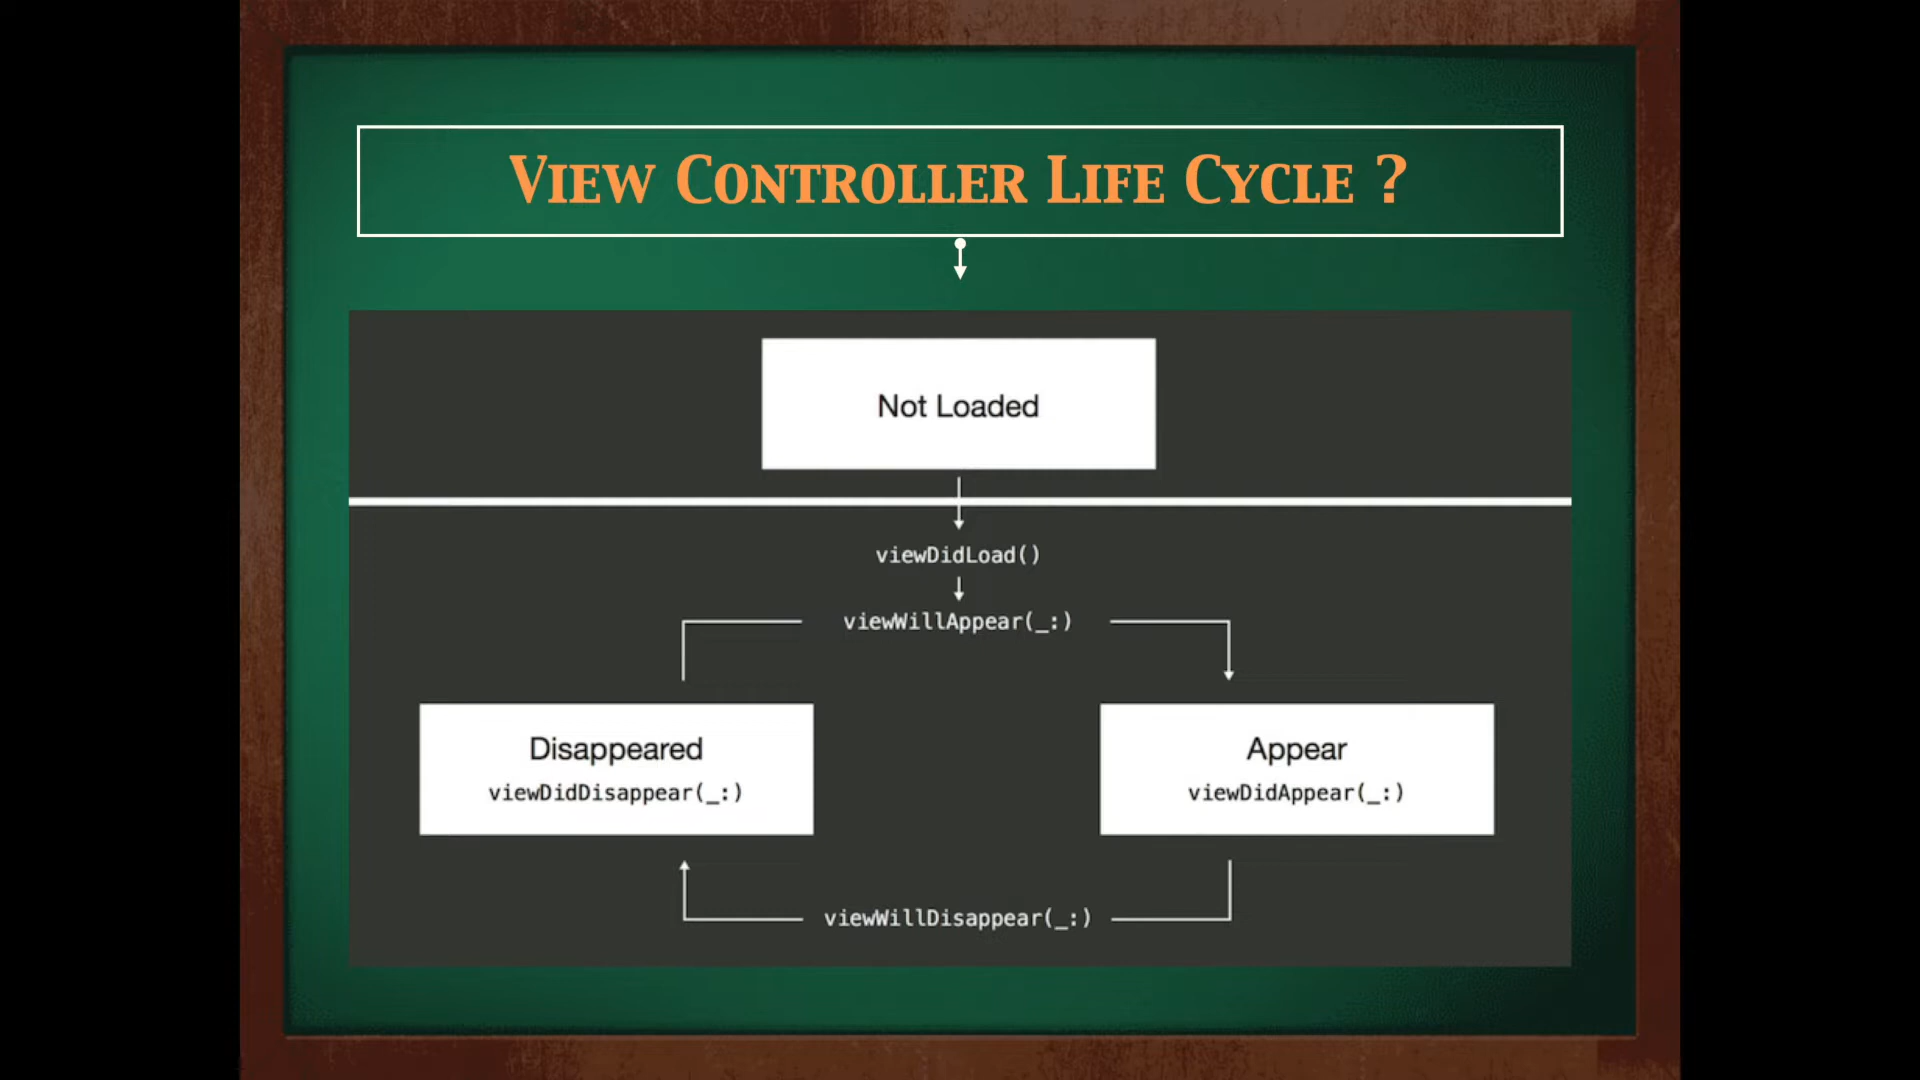 View Controller Life Cycle ?
Not Loaded
viewDidLoad()
viewWillAppear(_:)
Disappeared
viewDidDisappear(_:)
Appear
viewDidAppear(_:)
viewWillDisappear(_:)